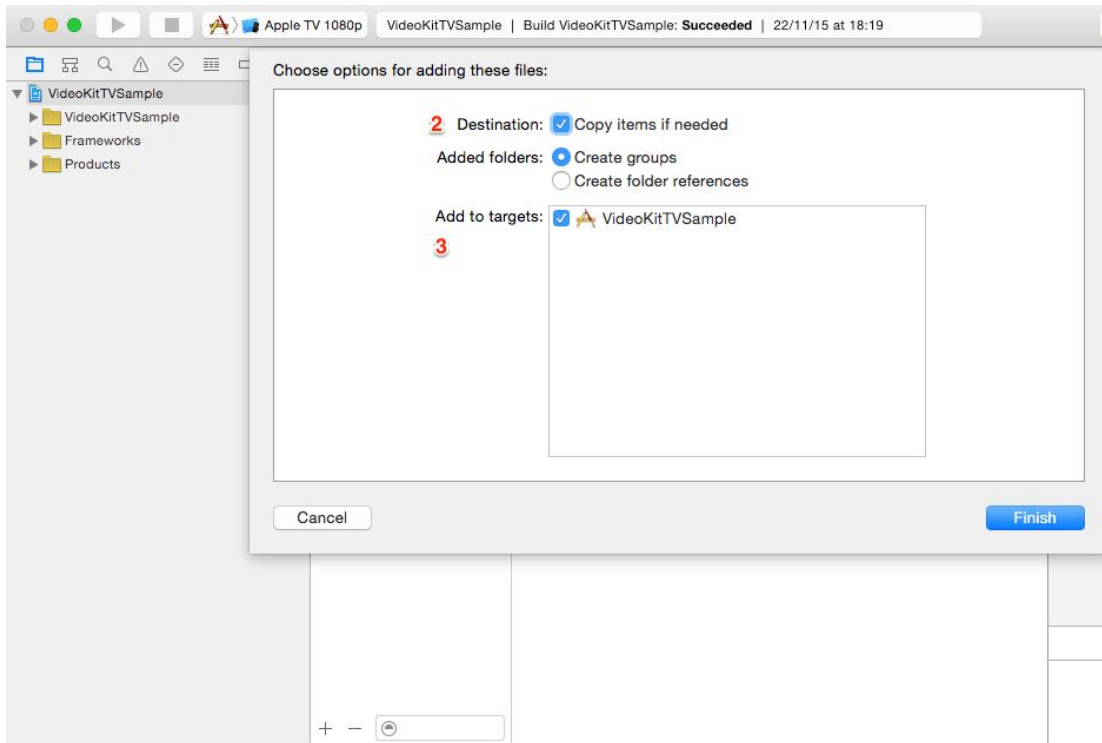 Apple TV 1080p
VideoKitTVSample | Build VideoKitTVSample: Succeeded | 22/11/15 at 18:19
Choose options for adding these files:
VideoKitTVSample
VideoKitTVSample
Frameworks
Products
2 Destination: Copy items if needed
Added folders: Create groups
Create folder references
Add to targets: VideoKitTVSample
3
Cancel
Finish